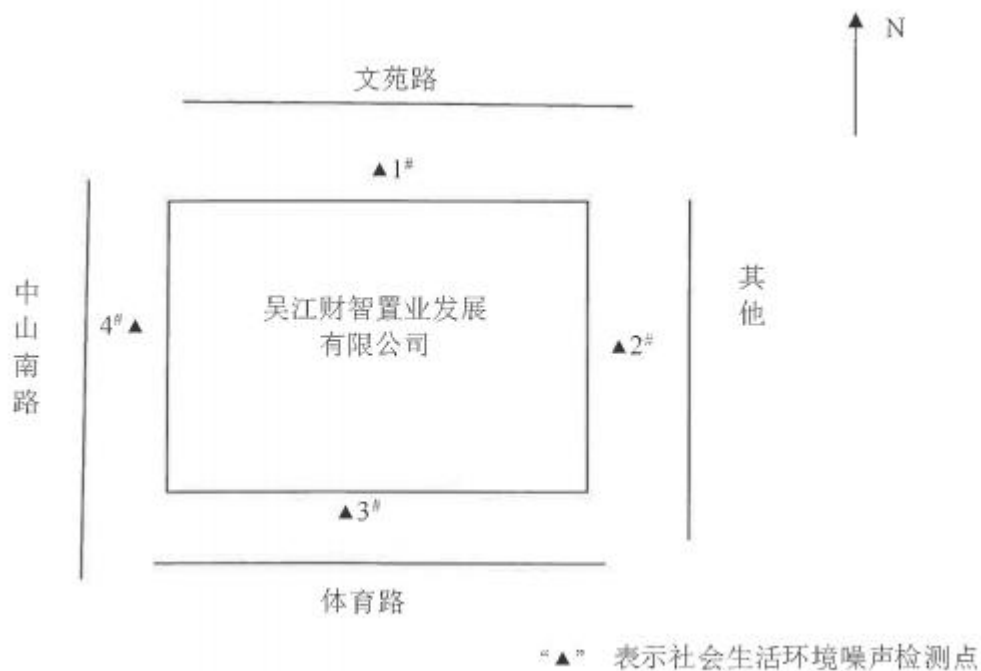 N
文苑路
▲1#
中山南路
4#▲
吴江财智置业发展
有限公司
▲2#
其他
▲3#
体育路
“▲” 表示社会生活环境噪声检测点